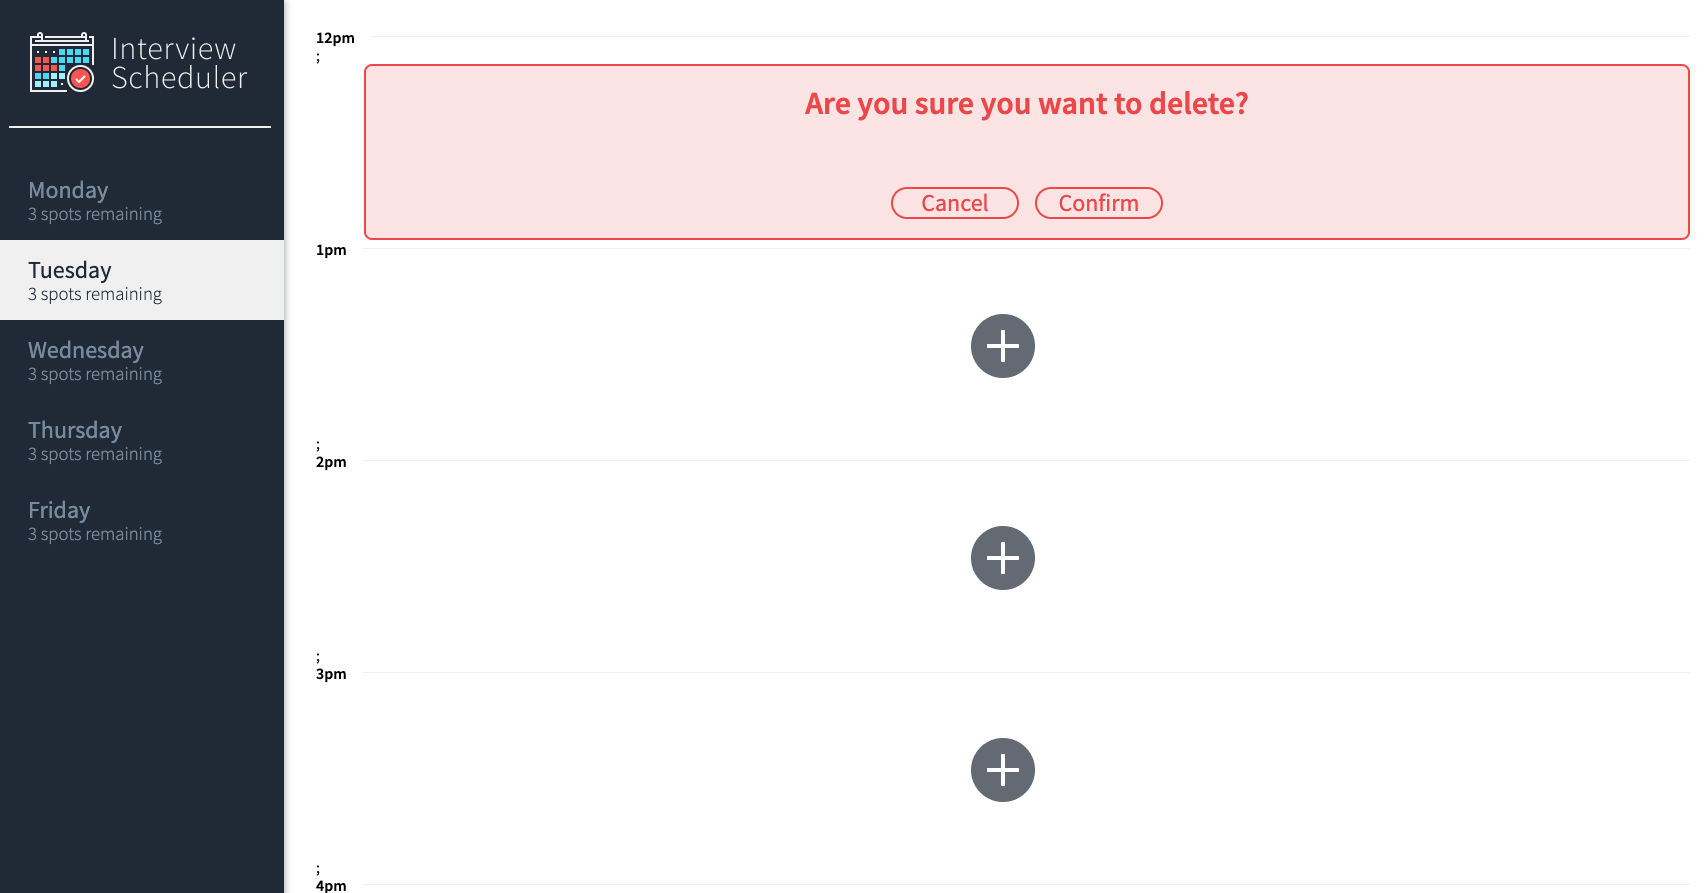 Interview
Scheduler
Monday
3 spots remaining
Tuesday
3 spots remaining
Wednesday
3 spots remaining
Thursday
3 spots remaining
Friday
3 spots remaining
12pm
;
Are you sure you want to delete?
Cancel Confirm
1pm
;
2pm
;
3pm
;
4pm